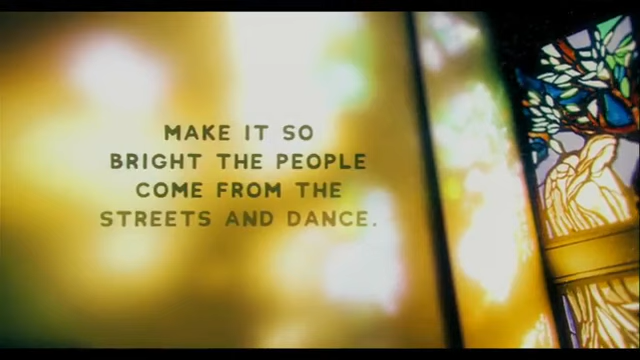 MAKE IT SO
BRIGHT THE PEOPLE
COME FROM THE
STREETS AND DANCE.